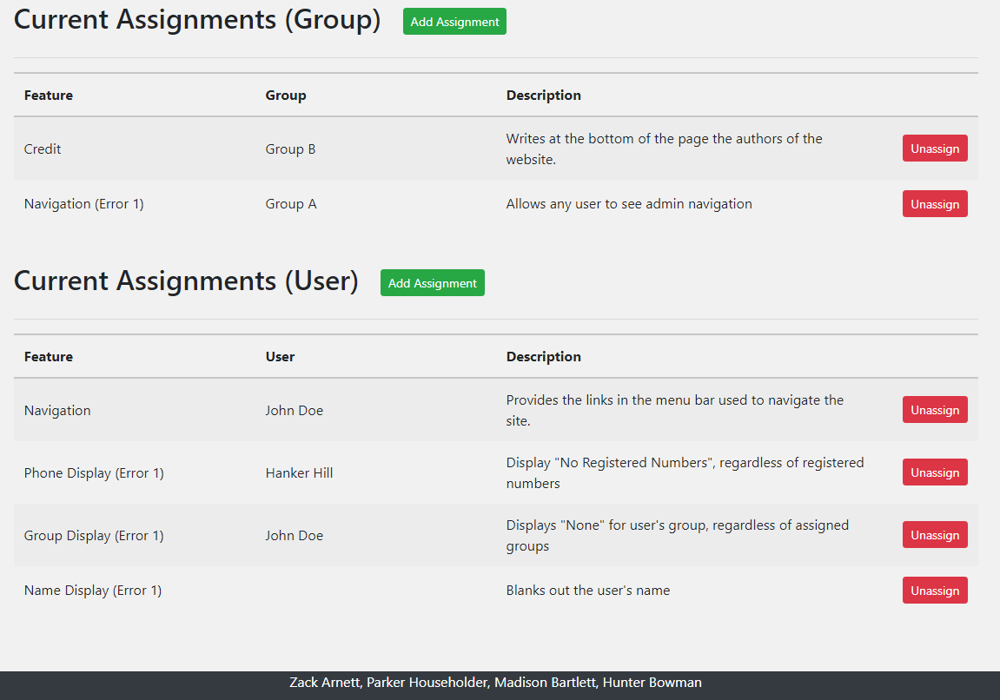 Current Assignments (Group) Add Assignment
Feature Group Description
Credit Group B Writes at the bottom of the page the authors of the
website. Unassign
Navigation (Error 1) Group A Allows any user to see admin navigation Unassign
Current Assignments (User) Add Assignment
Feature User Description
Navigation John Doe Provides the links in the menu bar used to navigate the
site. Unassign
Phone Display (Error 1) Hanker Hill Display "No Registered Numbers", regardless of registered
numbers Unassign
Group Display (Error 1) John Doe Displays "None" for user's group, regardless of assigned
groups Unassign
Name Display (Error 1) Blanks out the user's name Unassign
Zack Arnett, Parker Householder, Madison Bartlett, Hunter Bowman